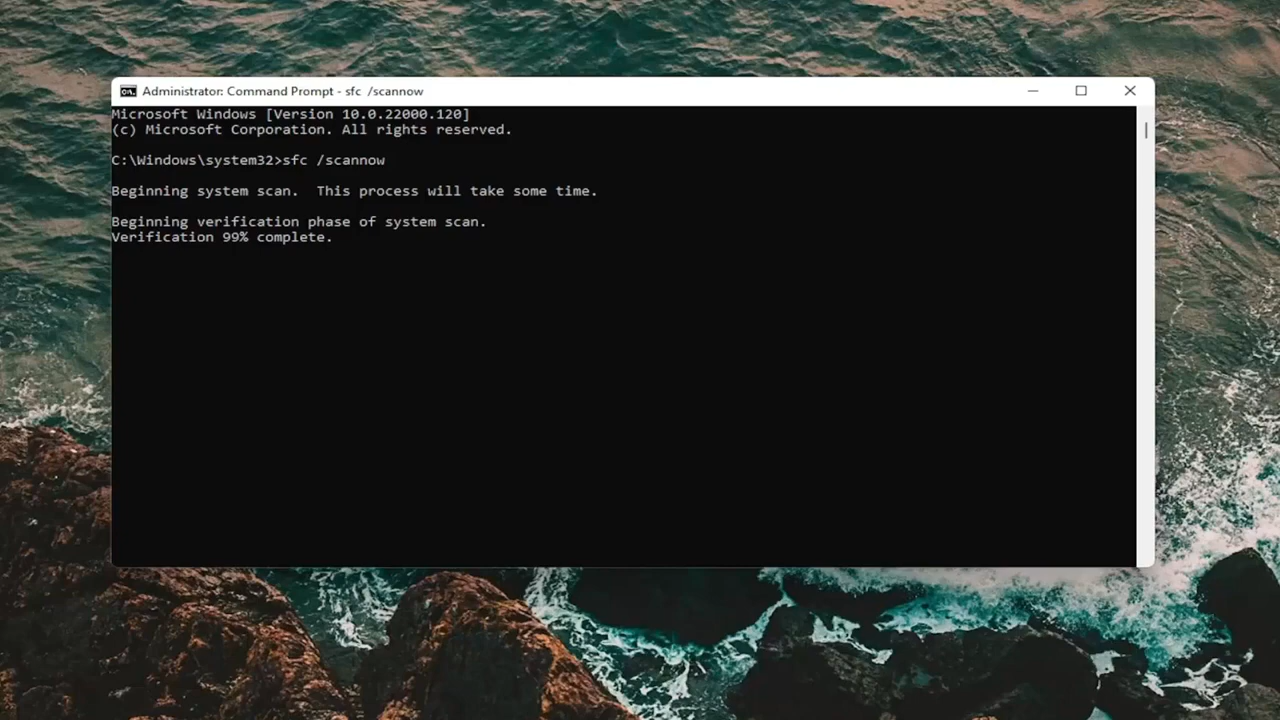 Administrator: Command Prompt - sfc  /scannow
Microsoft Windows [Version 10.0.22000.120]
(c) Microsoft Corporation. All rights reserved.
C:\Windows\system32>sfc /scannow
Beginning system scan.  This process will take some time.
Beginning verification phase of system scan.
Verification 99% complete.